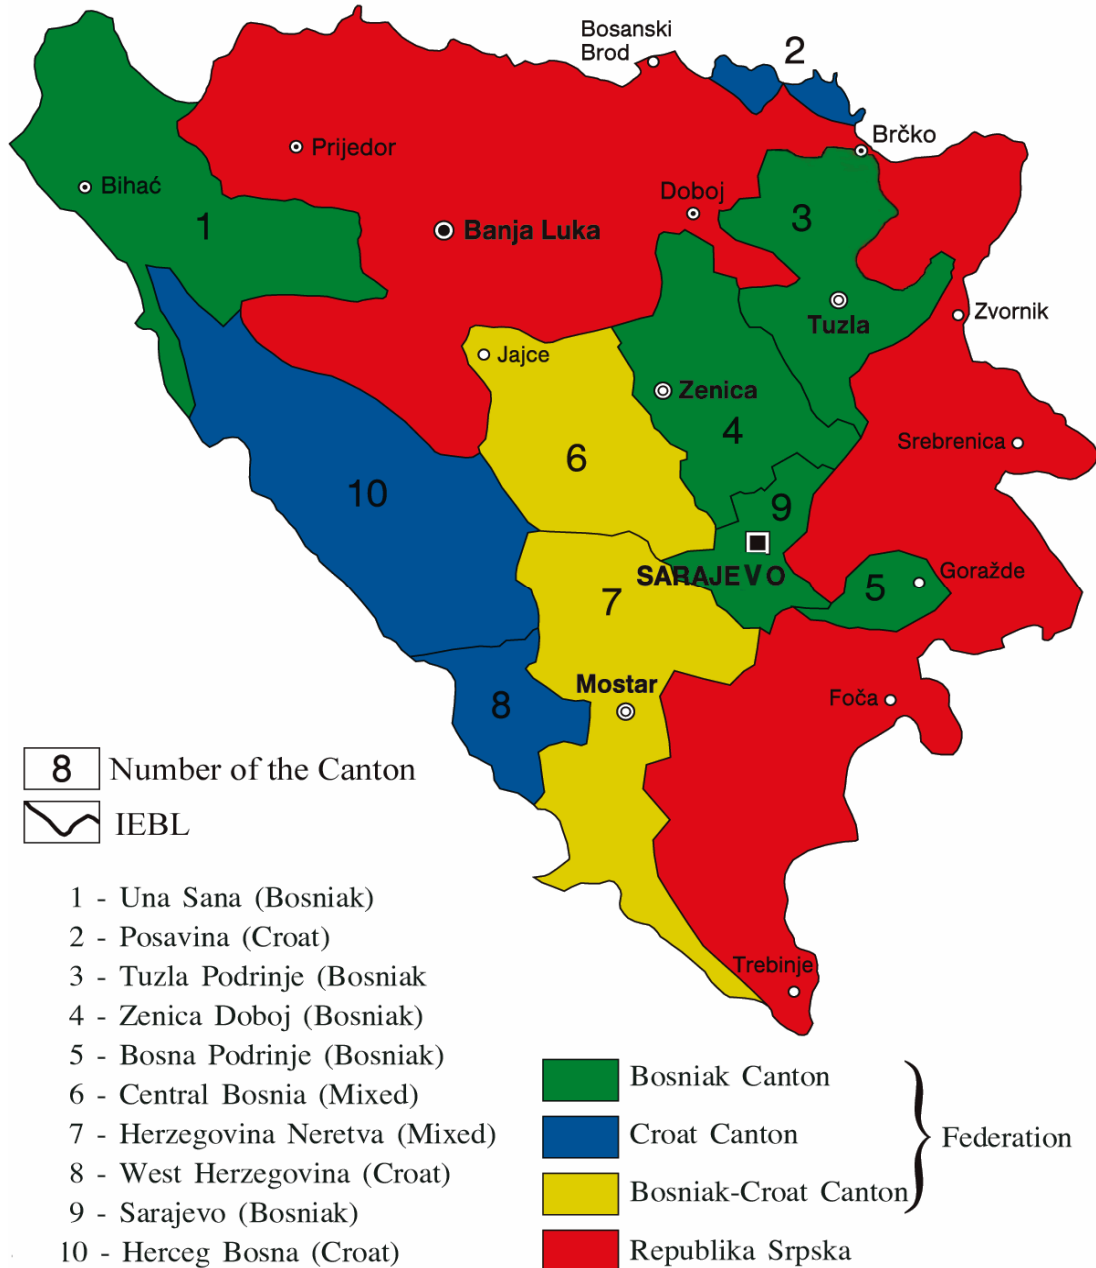 Bosanski
Brod
2
Brčko
Prijedor
Bihać
Doboj
1
3
Banja Luka
Zvornik
Tuzla
Jajce
Zenica
4
Srebrenica
6
10
9
SARAJEVO
Goražde
5
7
Mostar
Foča
8
8 Number of the Canton
IEBL
1 - Una Sana (Bosniak)
2 - Posavina (Croat)
3 - Tuzla Podrinje (Bosniak
4 - Zenica Doboj (Bosniak)
5 - Bosna Podrinje (Bosniak)
6 - Central Bosnia (Mixed)
7 - Herzegovina Neretva (Mixed)
8 - West Herzegovina (Croat)
9 - Sarajevo (Bosniak)
10 - Herceg Bosna (Croat)
Trebinje
Bosniak Canton
Croat Canton
Federation
Bosniak-Croat Canton
Republika Srpska